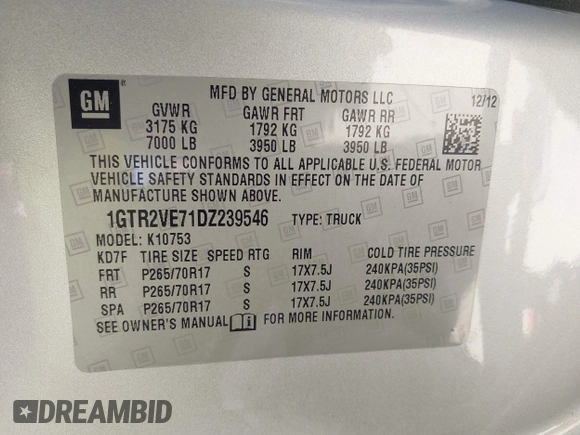 GM
MFD BY GENERAL MOTORS LLC 12/12
GVWR GAWR FRT GAWR RR
3175 KG 1792 KG 1792 KG
7000 LB 3950 LB 3950 LB
THIS VEHICLE CONFORMS TO ALL APPLICABLE U.S. FEDERAL MOTOR
VEHICLE SAFETY STANDARDS IN EFFECT ON THE DATE OF
MANUFACTURE SHOWN ABOVE.
1GTR2VE71DZ239546 TYPE: TRUCK
MODEL: K10753
KD7F TIRE SIZE SPEED RTG RIM COLD TIRE PRESSURE
FRT P265/70R17 S 17X7.5J 240KPA(35PSI)
RR P265/70R17 S 17X7.5J 240KPA(35PSI)
SPA P265/70R17 S 17X7.5J 240KPA(35PSI)
SEE OWNER'S MANUAL FOR MORE INFORMATION.
DREAMBID